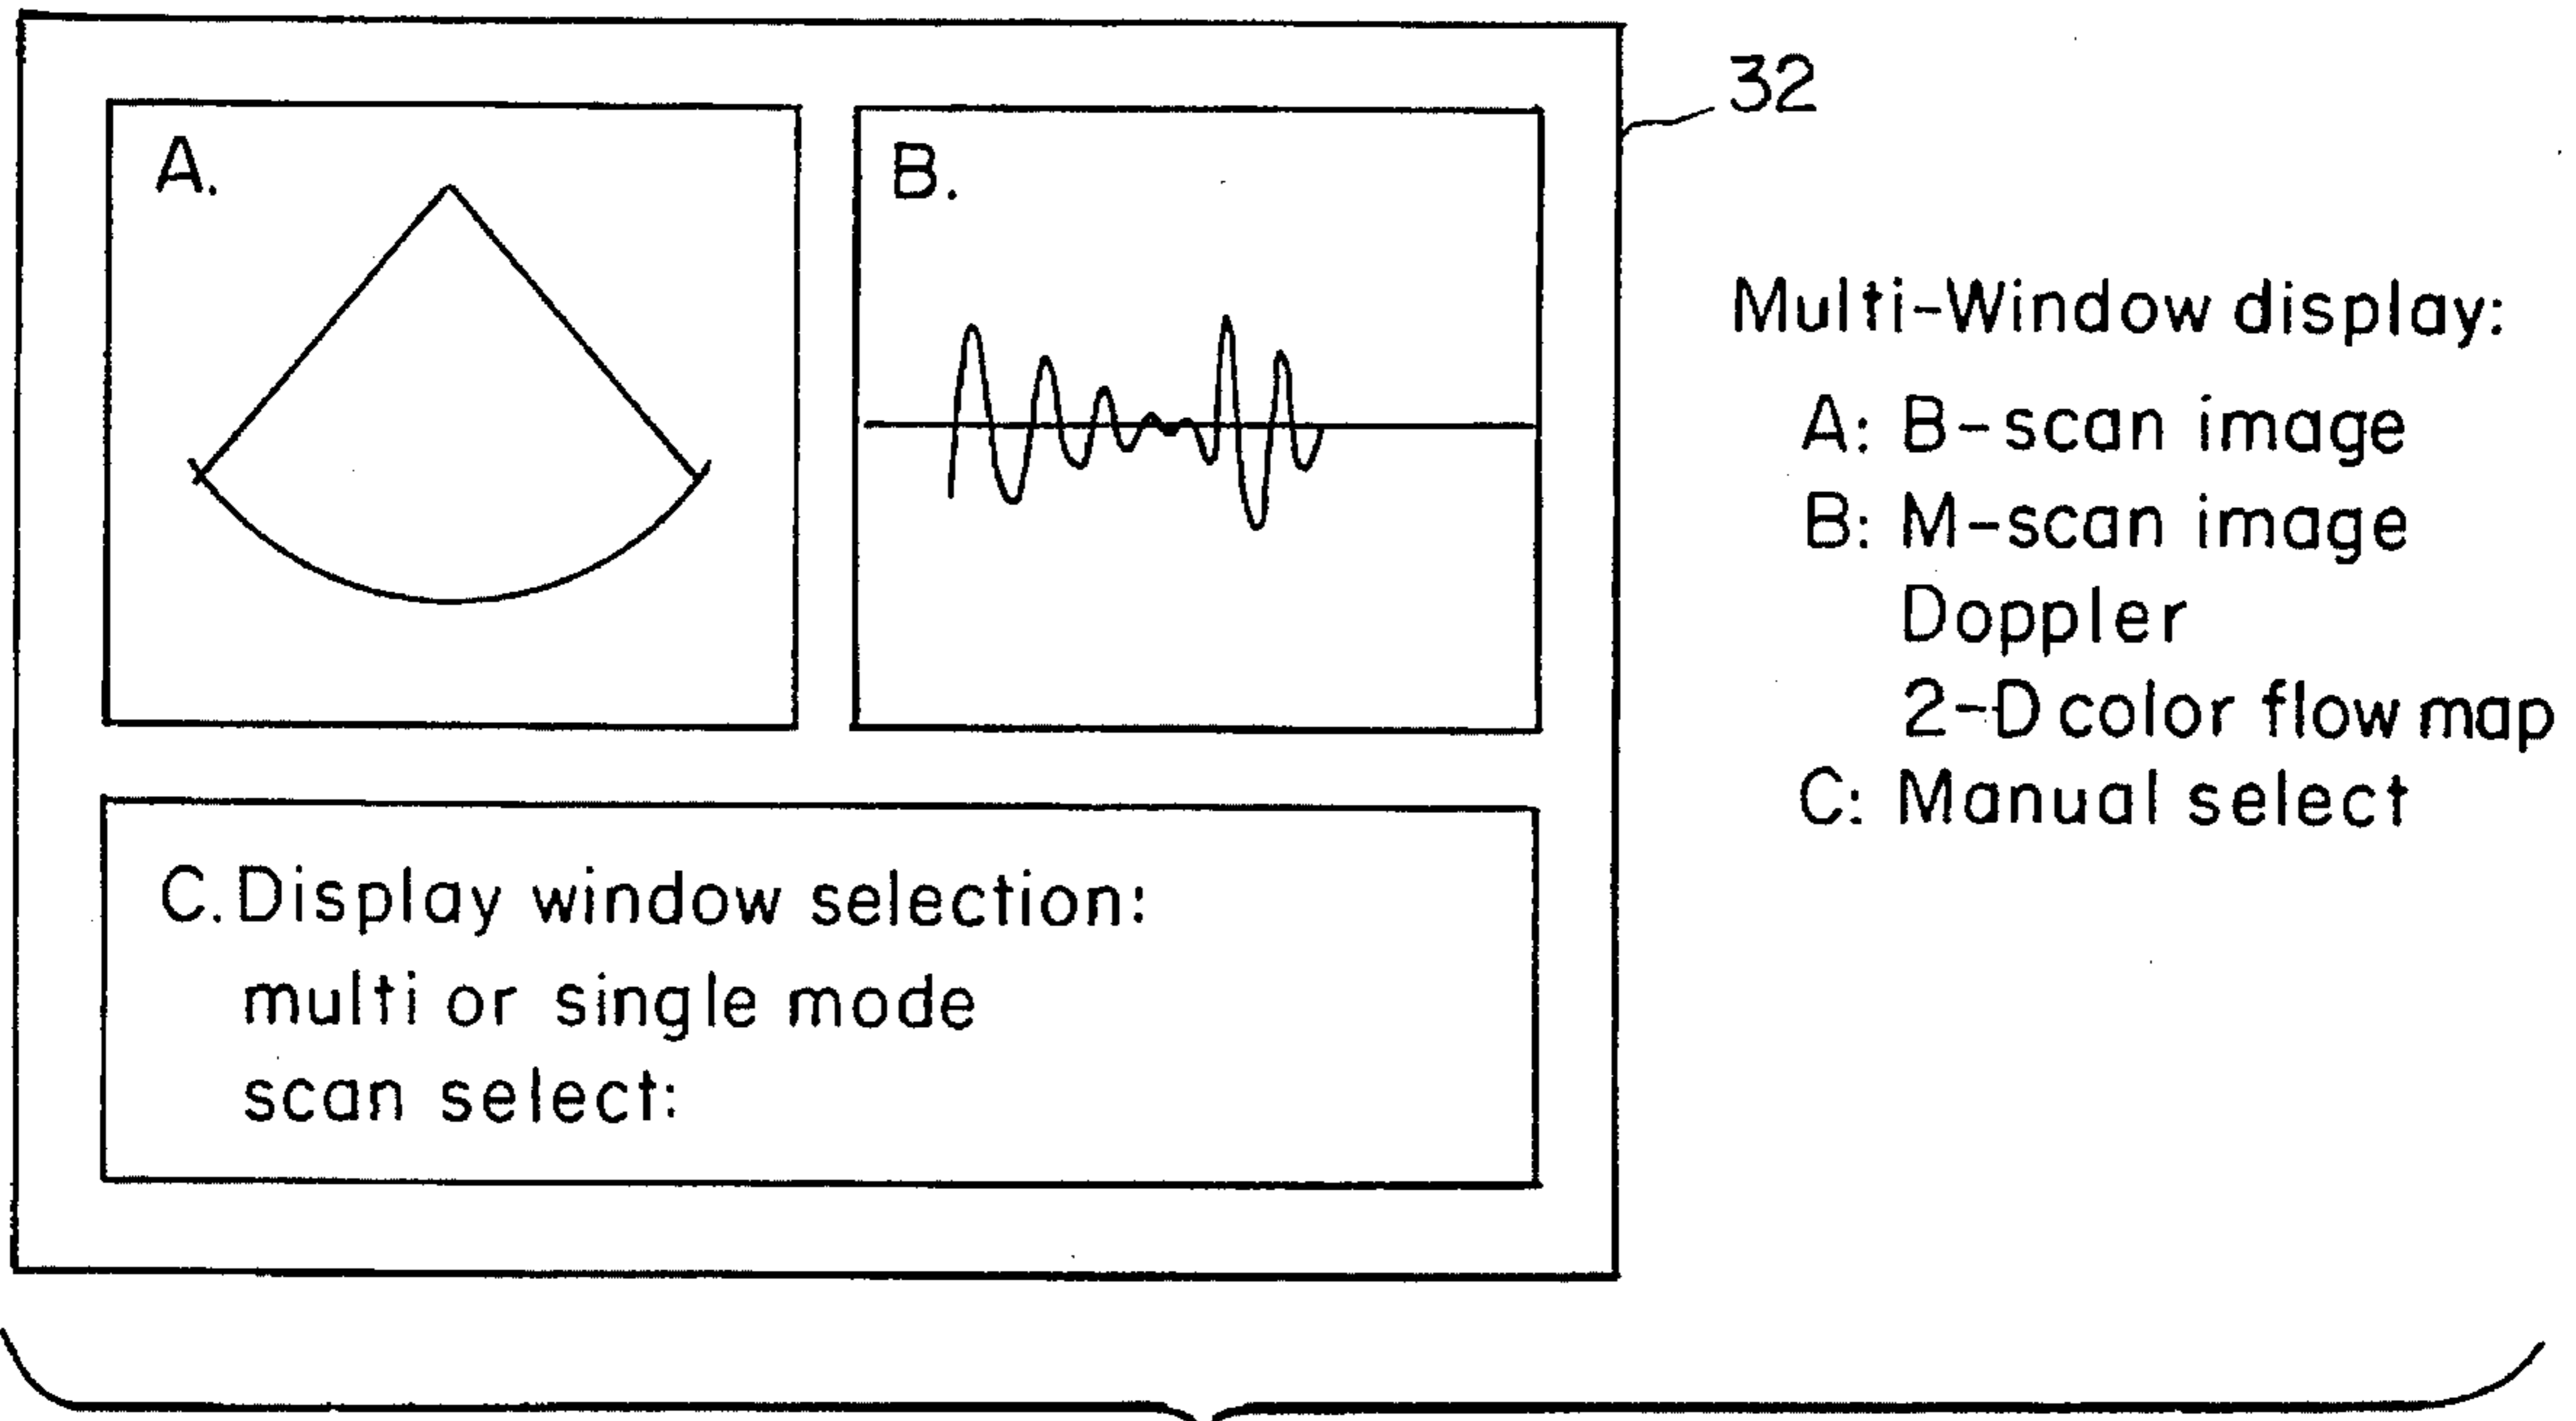 32
A.
B.
C. Display window selection:
multi or single mode
scan select:
Multi-Window display:
A: B-scan image
B: M-scan image
Doppler
2-D color flow map
C: Manual select